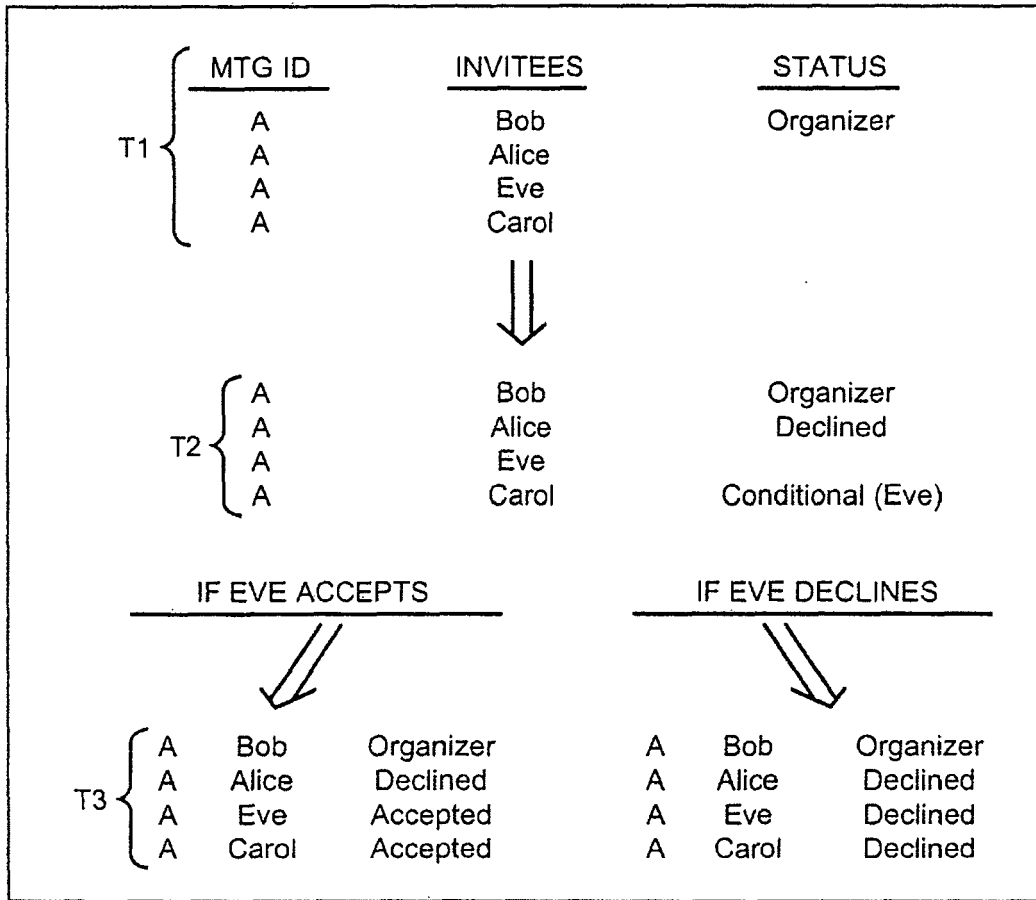 MTG ID INVITEES STATUS
A Bob Organizer
T1 A Alice
A Eve
A Carol
A Bob Organizer
A Alice Declined
T2 A Eve
A Carol Conditional (Eve)
IF EVE ACCEPTS IF EVE DECLINES
A Bob Organizer A Bob Organizer
A Alice Declined A Alice Declined
T3 A Eve Accepted A Eve Declined
A Carol Accepted A Carol Declined